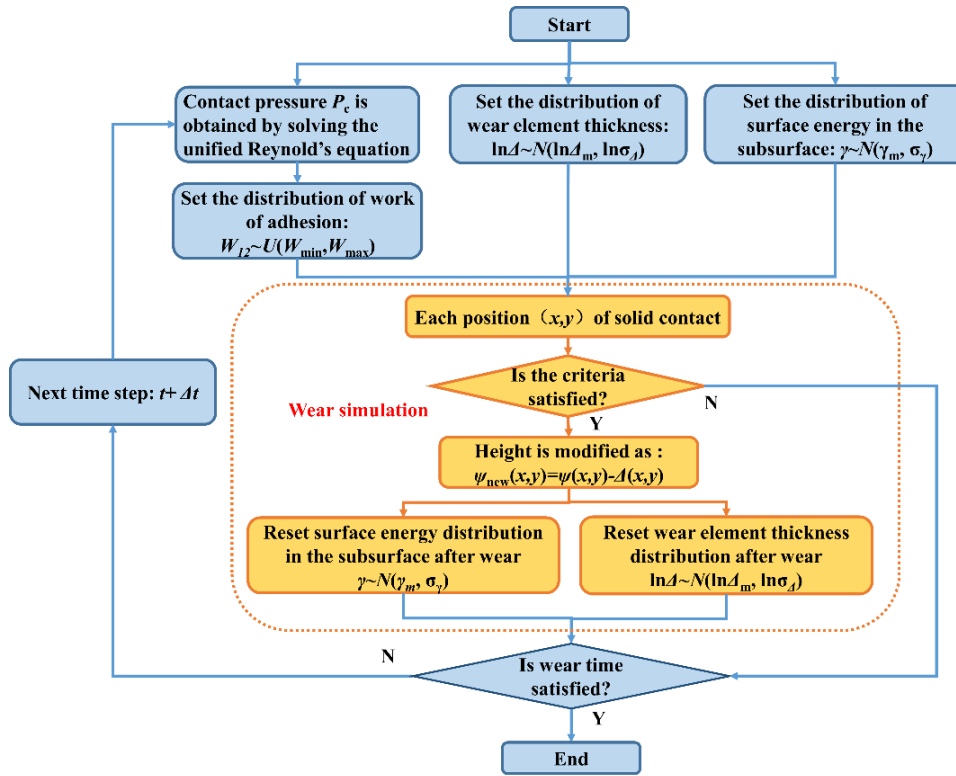 Start
Contact pressure Pc is
obtained by solving the
unified Reynold's equation
Set the distribution of
wear element thickness:
lnΔ~N(lnΔm, lnσΔ)
Set the distribution of
surface energy in the
subsurface: γ~N(γm, σγ)
Set the distribution of work
of adhesion:
W12~U(Wmin,Wmax)
Each position（x,y）of solid contact
Is the criteria
satisfied?
N
Wear simulation
Y
Next time step: t+Δt
Height is modified as :
ψnew(x,y)=ψ(x,y)-Δ(x,y)
Reset surface energy distribution
in the subsurface after wear
γ~N(γm, σγ)
Reset wear element thickness
distribution after wear
lnΔ~N(lnΔm, lnσΔ)
N
Is wear time
satisfied?
Y
End